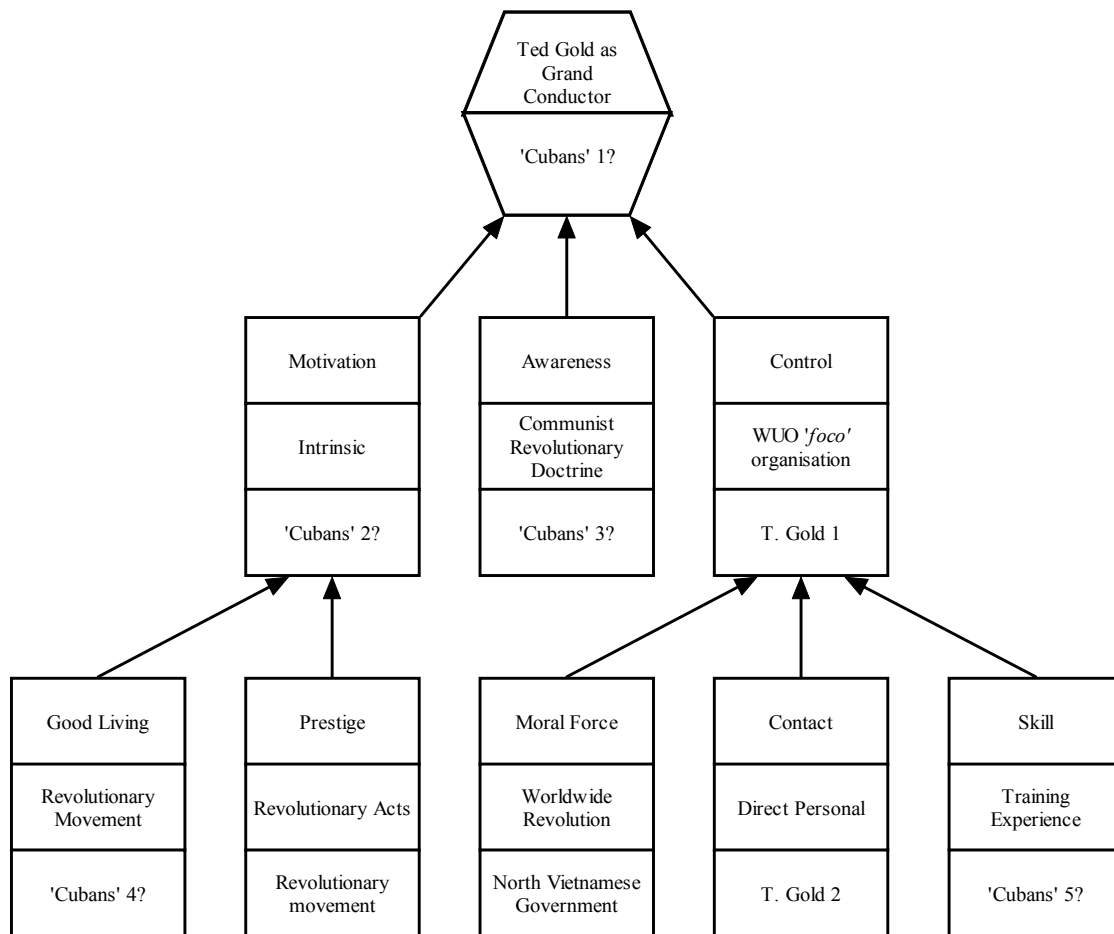 Ted Gold as
Grand
Conductor
'Cubans' 1?
Motivation
Intrinsic
'Cubans' 2?
Awareness
Communist
Revolutionary
Doctrine
'Cubans' 3?
Control
WUO 'foco'
organisation
T. Gold 1
Good Living
Revolutionary
Movement
'Cubans' 4?
Prestige
Revolutionary Acts
Revolutionary
movement
Moral Force
Worldwide
Revolution
North Vietnamese
Government
Contact
Direct Personal
T. Gold 2
Skill
Training
Experience
'Cubans' 5?